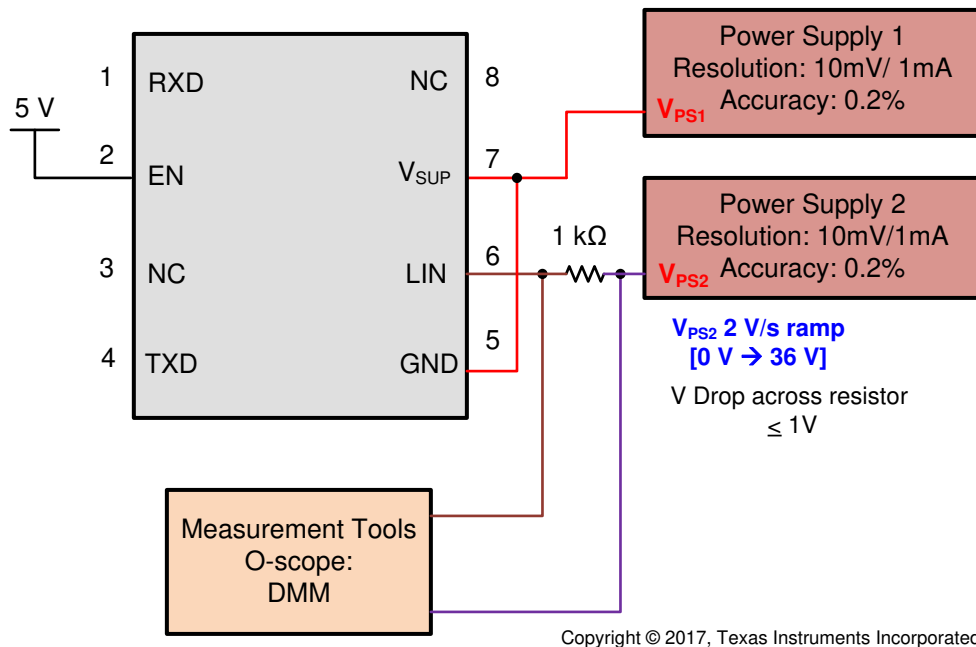 5 V
1
RXD
2
EN
3
NC
4
TXD
NC
8
VSUP
7
LIN
6
GND
5
1 kΩ
Power Supply 1
Resolution: 10mV/ 1mA
Accuracy: 0.2%
VPS1
Power Supply 2
Resolution: 10mV/1mA
Accuracy: 0.2%
VPS2
VPS2 2 V/s ramp
[0 V → 36 V]
V Drop across resistor
≤ 1V
Measurement Tools
O-scope:
DMM
Copyright © 2017, Texas Instruments Incorporated